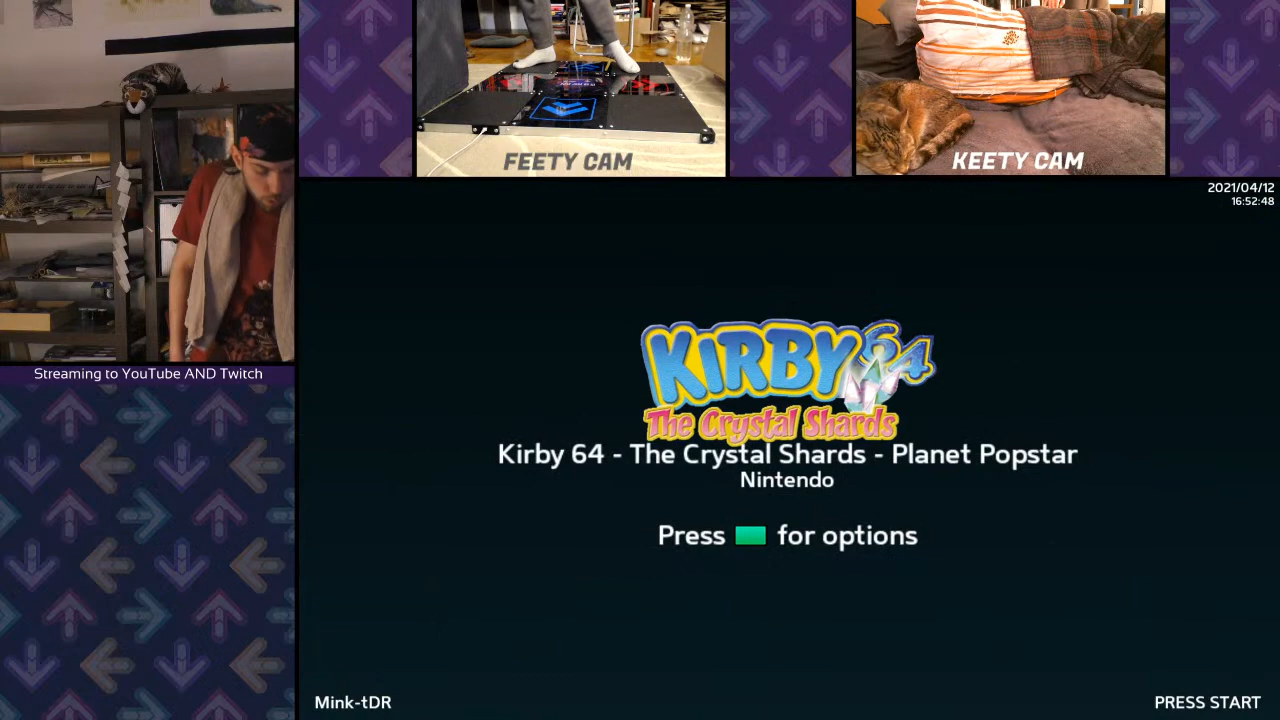 FEETY CAM
KEETY CAM
2021/04/12
16:52:48
Streaming to YouTube AND Twitch
KIRBY 64
The Crystal Shards
Kirby 64 - The Crystal Shards - Planet Popstar
Nintendo
Press for options
Mink-tDR
PRESS START